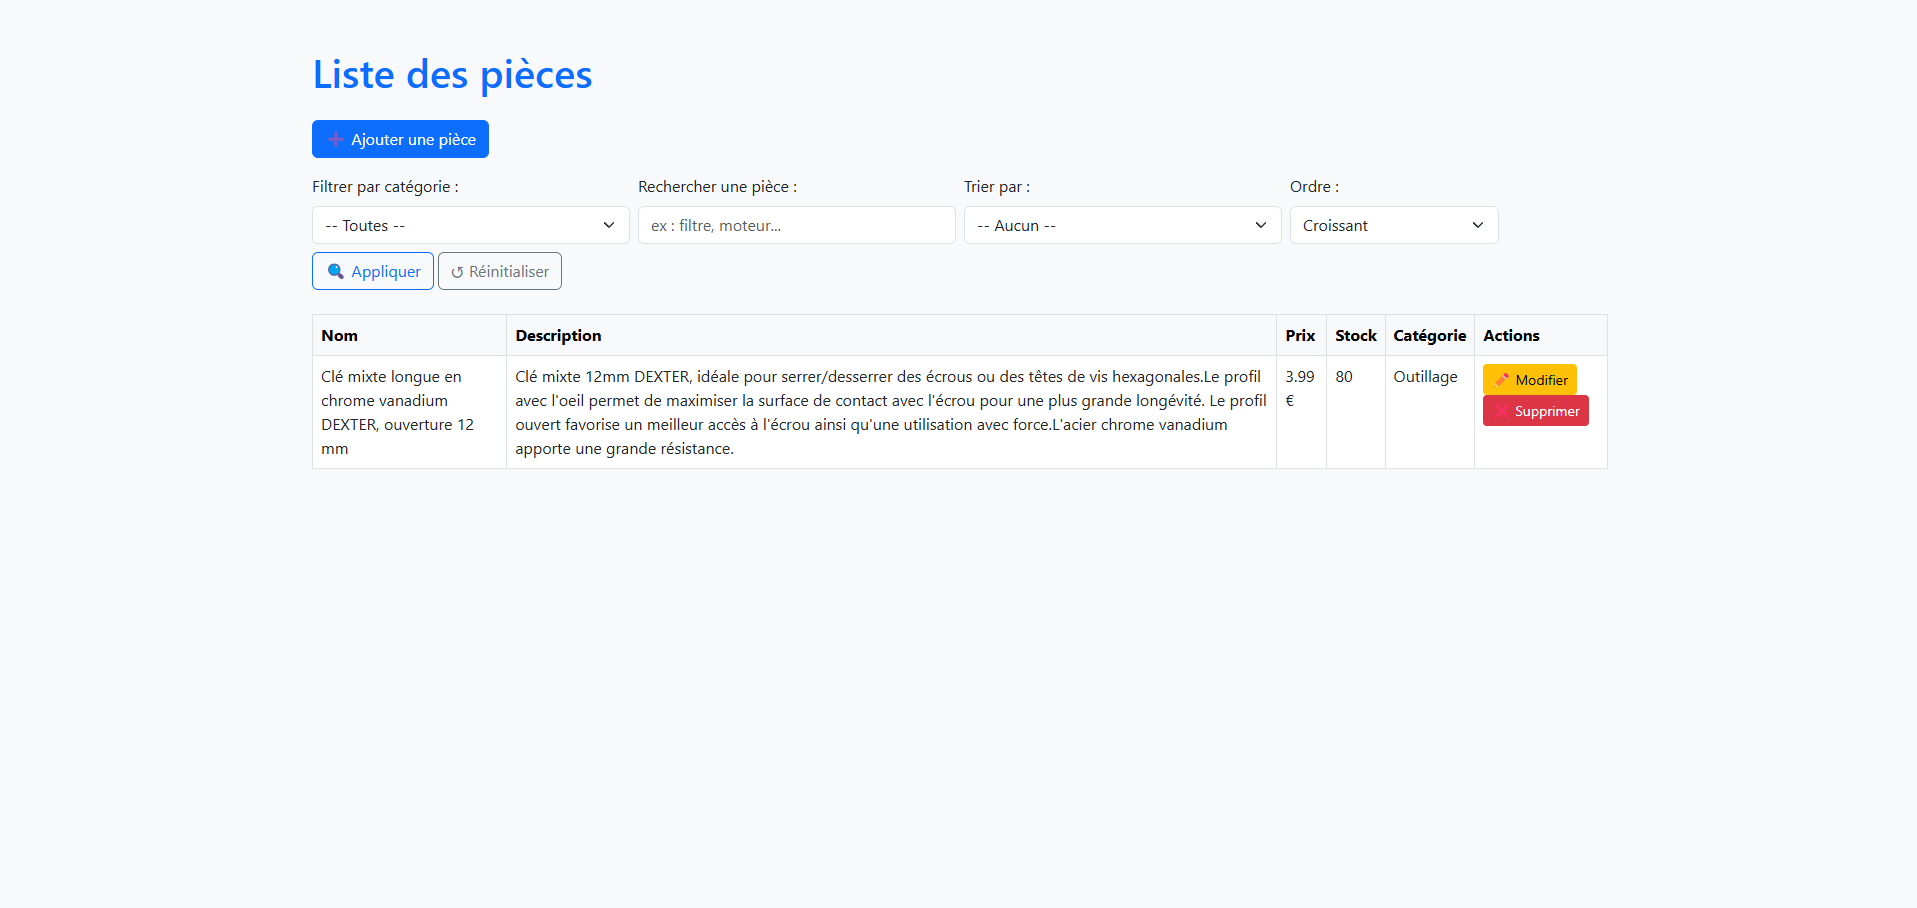 Liste des pièces
Ajouter une pièce
Filtrer par catégorie :
Rechercher une pièce :
Trier par :
Ordre :
-- Toutes --
ex : filtre, moteur...
-- Aucun --
Croissant
Appliquer
↺ Réinitialiser
Nom
Description
Prix
Stock
Catégorie
Actions
Clé mixte longue en
chrome vanadium
DEXTER, ouverture 12
mm
Clé mixte 12mm DEXTER, idéale pour serrer/desserrer des écrous ou des têtes de vis hexagonales.Le profil
avec l'oeil permet de maximiser la surface de contact avec l'écrou pour une plus grande longévité. Le profil
ouvert favorise un meilleur accès à l'écrou ainsi qu'une utilisation avec force.L'acier chrome vanadium
apporte une grande résistance.
3.99
€
80
Outillage
Modifier
Supprimer